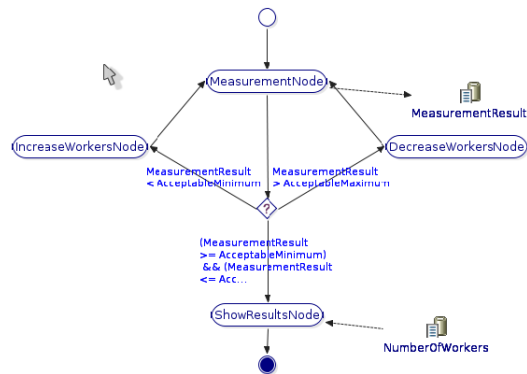 MeasurementNode
MeasurementResult
IncreaseWorkersNode
DecreaseWorkersNode
MeasurementResult
< AcceptableMinimum
MeasurementResult
> AcceptableMaximum
?
(MeasurementResult
>= AcceptableMinimum)
&& (MeasurementResult
<= Acc...
ShowResultsNode
NumberOfWorkers